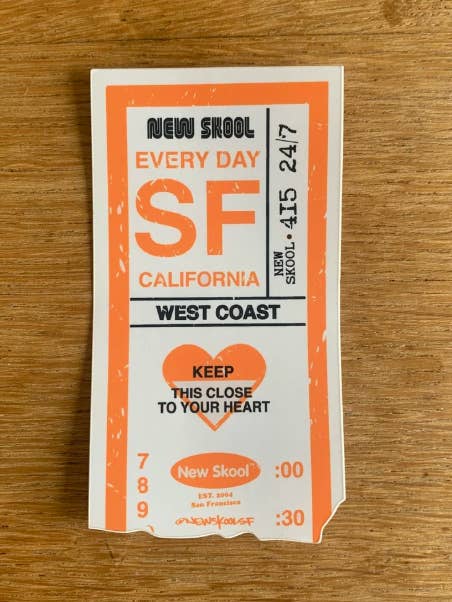 NEW SKOOL
EVERY DAY
SF
CALIFORNIA
NEW
SKOOL • 415 24/7
WEST COAST
KEEP
THIS CLOSE
TO YOUR HEART
7
8
9
New Skool™
EST. 2004
San Francisco
@NEWSKOOLSF
:00
:30